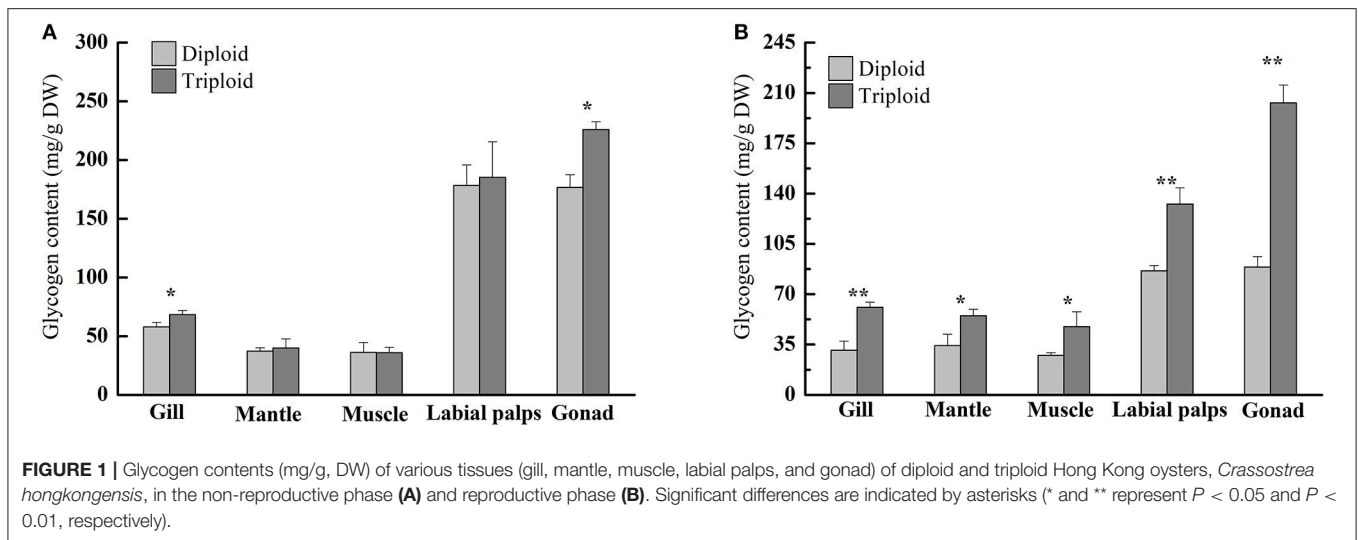 A
300
250
200
150
100
50
0
Glycogen content (mg/g DW)
Diploid
Triploid
*
*
Gill Mantle Muscle Labial palps Gonad
B
245
210
175
140
105
70
35
0
Glycogen content (mg/g DW)
Diploid
Triploid
**
*
*
**
**
Gill Mantle Muscle Labial palps Gonad
FIGURE 1 | Glycogen contents (mg/g, DW) of various tissues (gill, mantle, muscle, labial palps, and gonad) of diploid and triploid Hong Kong oysters, Crassostrea
hongkongensis, in the non-reproductive phase (A) and reproductive phase (B). Significant differences are indicated by asterisks (* and ** represent P < 0.05 and P <
0.01, respectively).